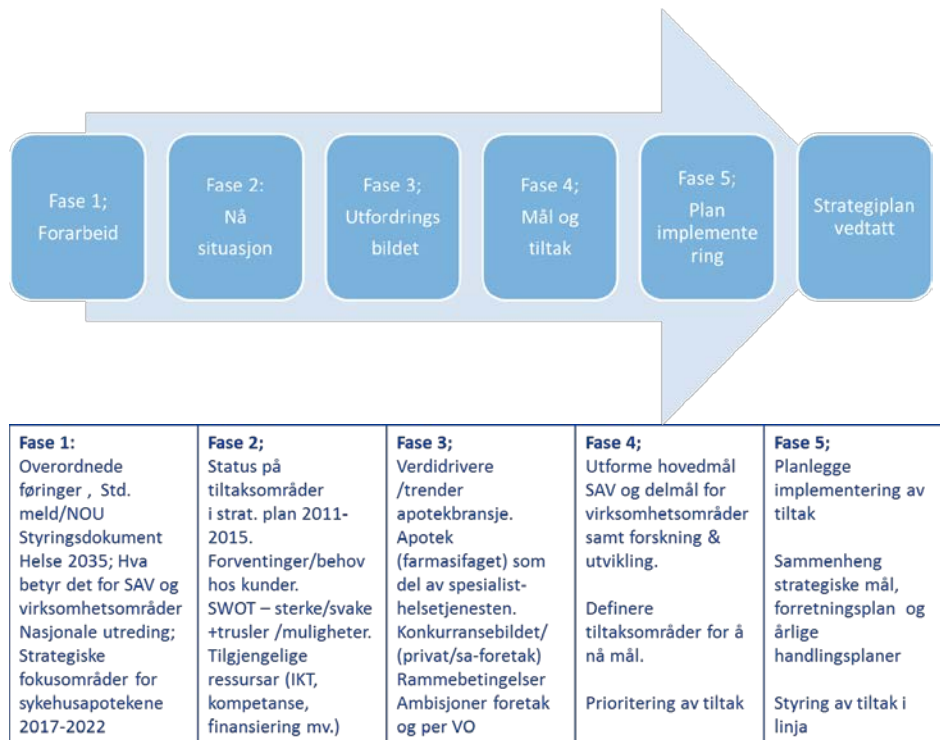 Fase 1;
Forarbeid
Fase 2:
Nå
situasjon
Fase 3;
Utfordrings
bildet
Fase 4;
Mål og
tiltak
Fase 5;
Plan
implemente
ring
Strategiplan
vedtatt
Fase 1:
Overordnede
føringer , Std.
meld/NOU
Styringsdokument
Helse 2035; Hva
betyr det for SAV og
virksomhetsområder
Nasjonale utreding;
Strategiske
fokusområder for
sykehusapotekene
2017-2022
Fase 2;
Status på
tiltaksområder
i strat. plan 2011-
2015.
Forventinger/behov
hos kunder.
SWOT – sterke/svake
+trusler /muligheter.
Tilgjengelige
ressursar (IKT,
kompetanse,
finansiering mv.)
Fase 3;
Verdidrivere
/trender
apotekbransje.
Apotek
(farmasifaget) som
del av spesialist-
helsetjenesten.
Konkurransebildet/
(privat/sa-foretak)
Rammebetingelser
Ambisjoner foretak
og per VO
Fase 4;
Utforme hovedmål
SAV og delmål for
virksomhetsområder
samt forskning &
utvikling.
Definere
tiltaksområder for å
nå mål.
Prioritering av tiltak
Fase 5;
Planlegge
implementering av
tiltak
Sammenheng
strategiske mål,
forretningsplan og
årlige
handlingsplaner
Styring av tiltak i
linja